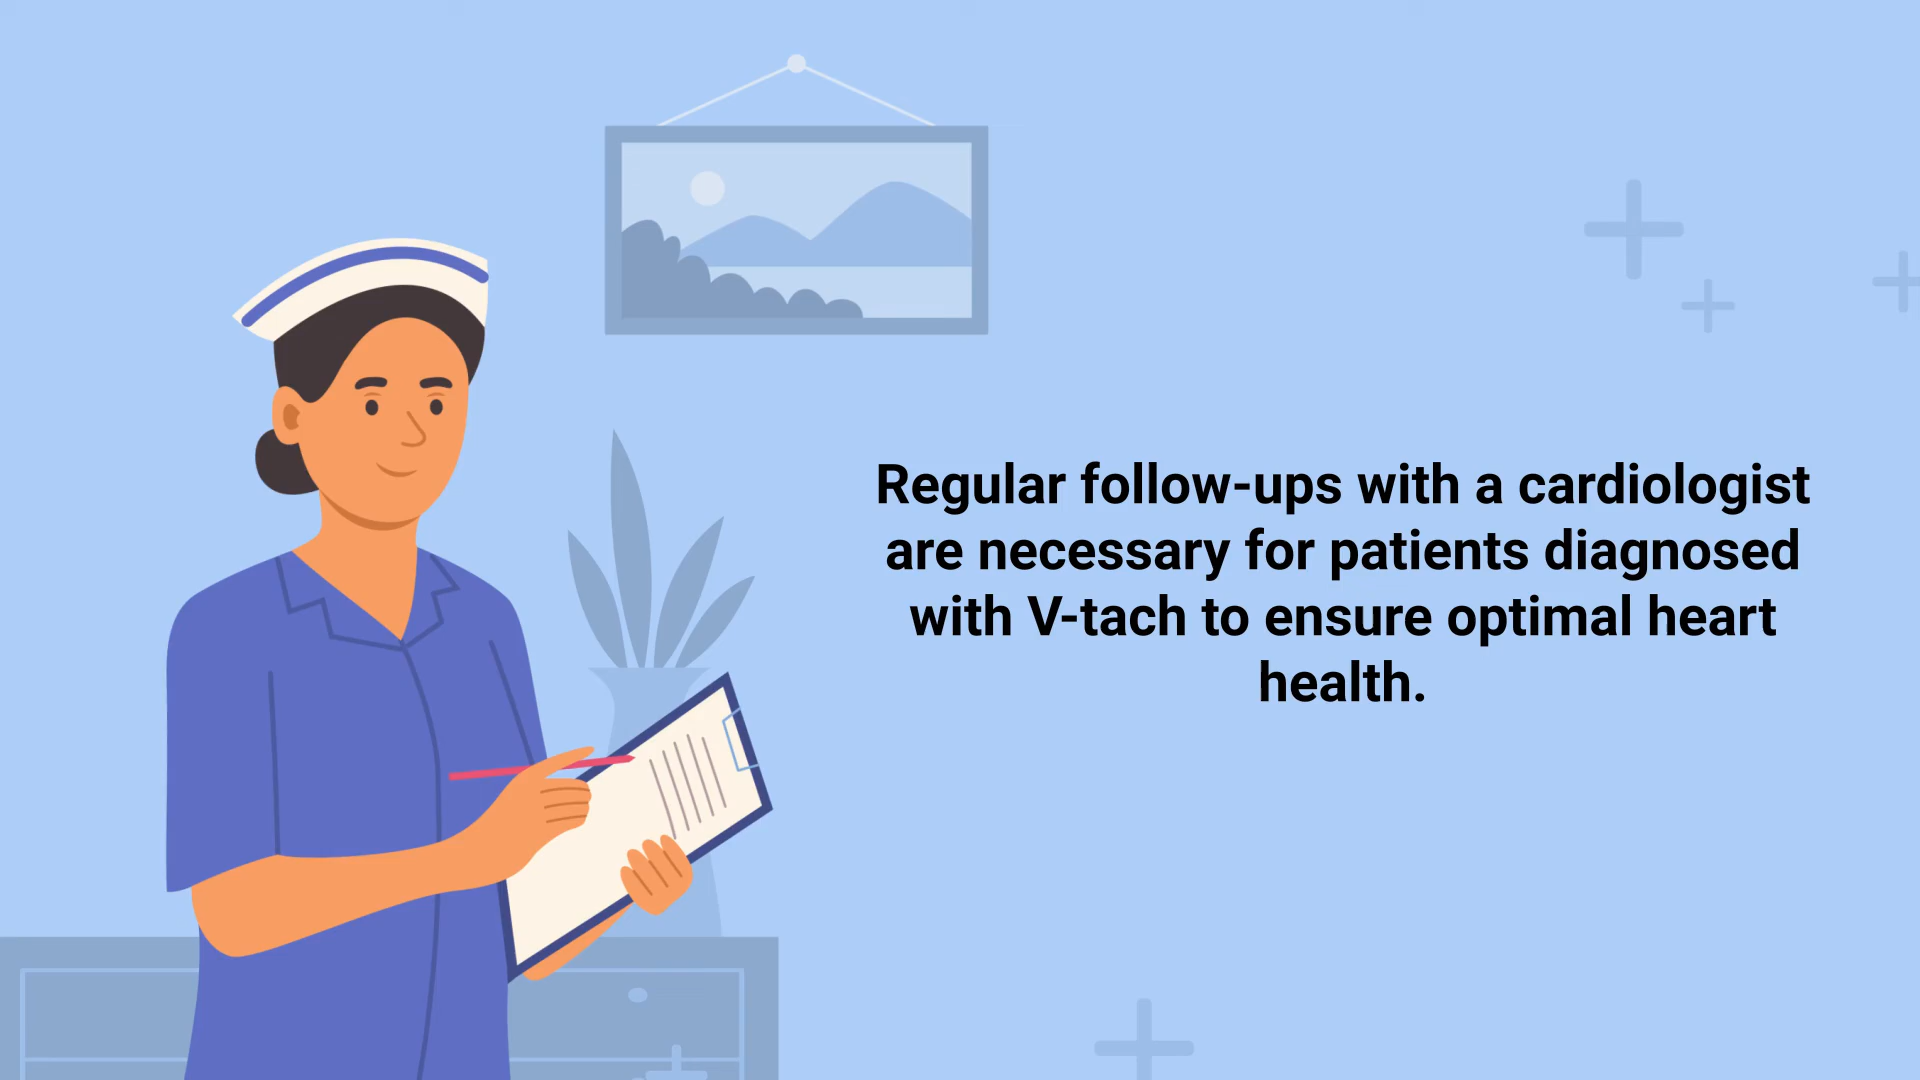 Regular follow-ups with a cardiologist
are necessary for patients diagnosed
with V-tach to ensure optimal heart
health.